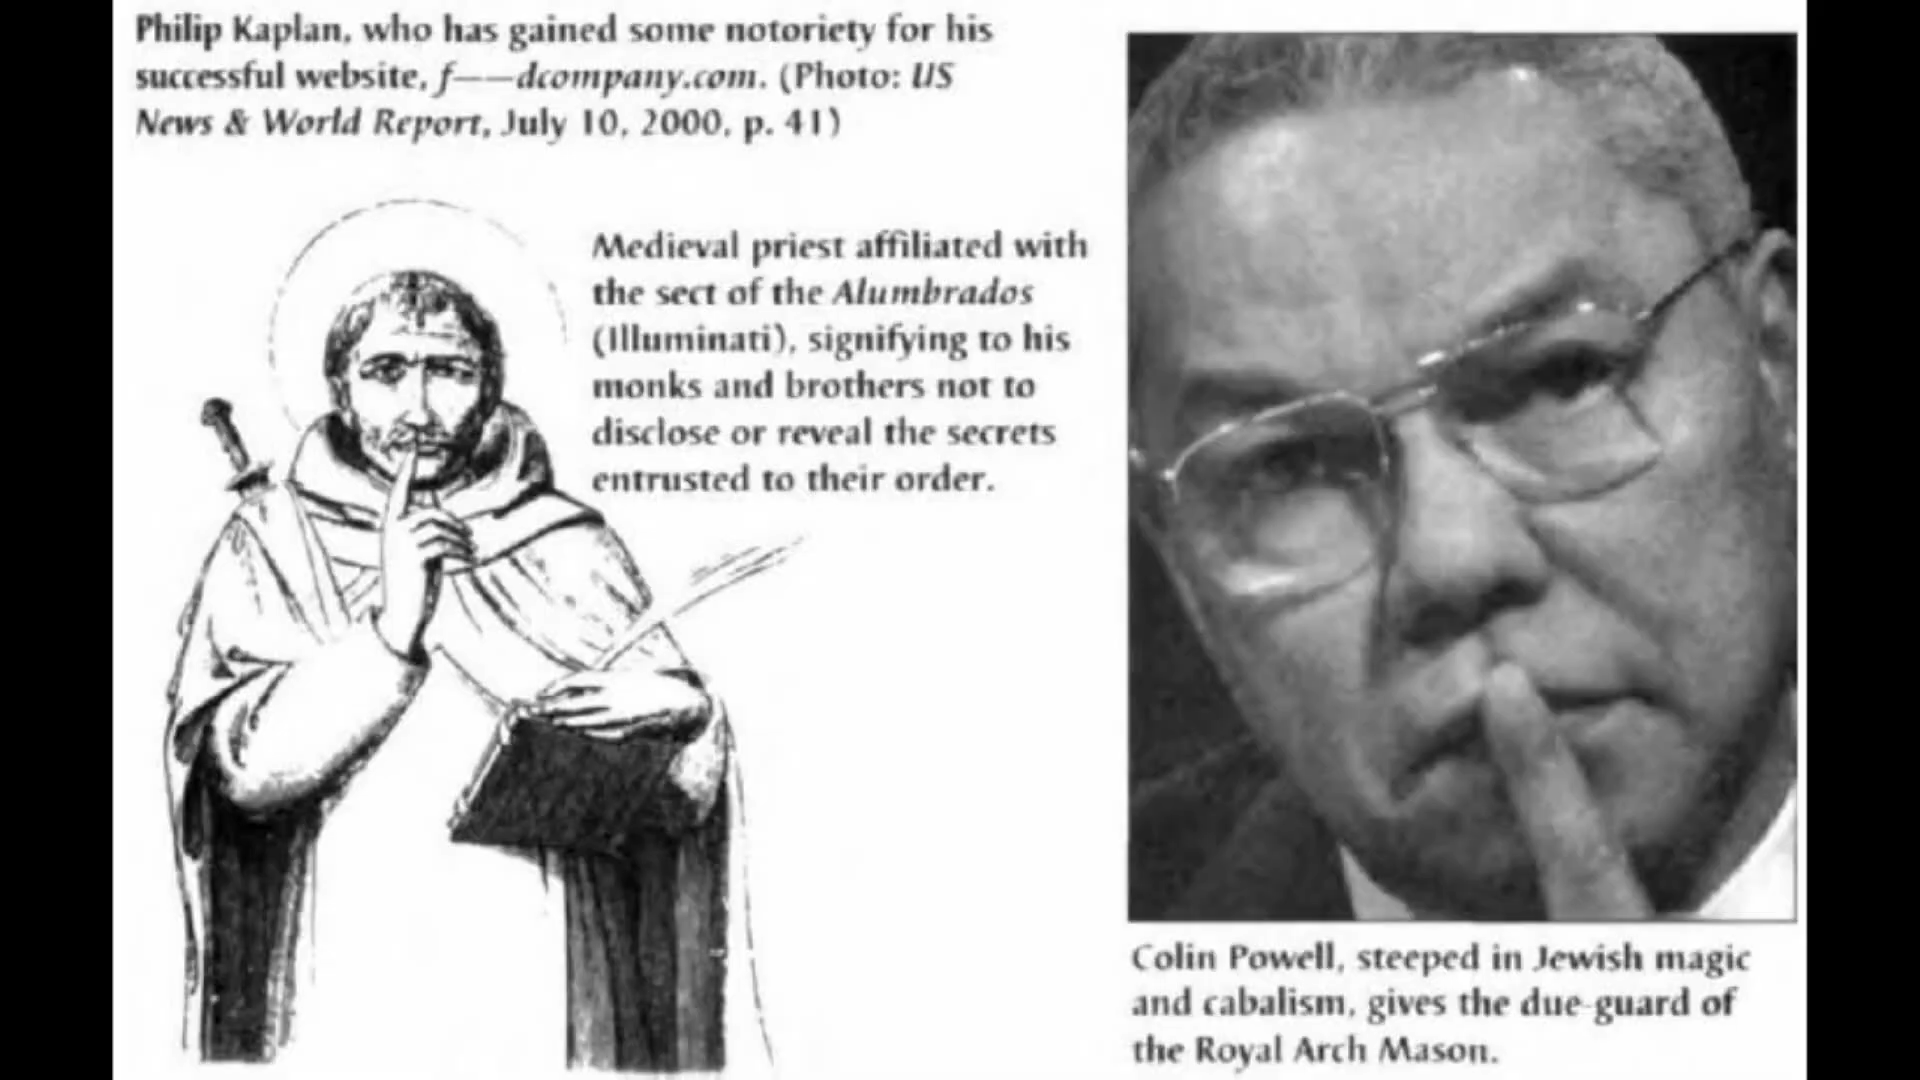 Philip Kaplan, who has gained some notoriety for his
successful website, f——dcompany.com. (Photo: US
News & World Report, July 10, 2000, p. 41)
Medieval priest affiliated with
the sect of the Alumbrados
(Illuminati), signifying to his
monks and brothers not to
disclose or reveal the secrets
entrusted to their order.
Colin Powell, steeped in Jewish magic
and cabalism, gives the due-guard of
the Royal Arch Mason.